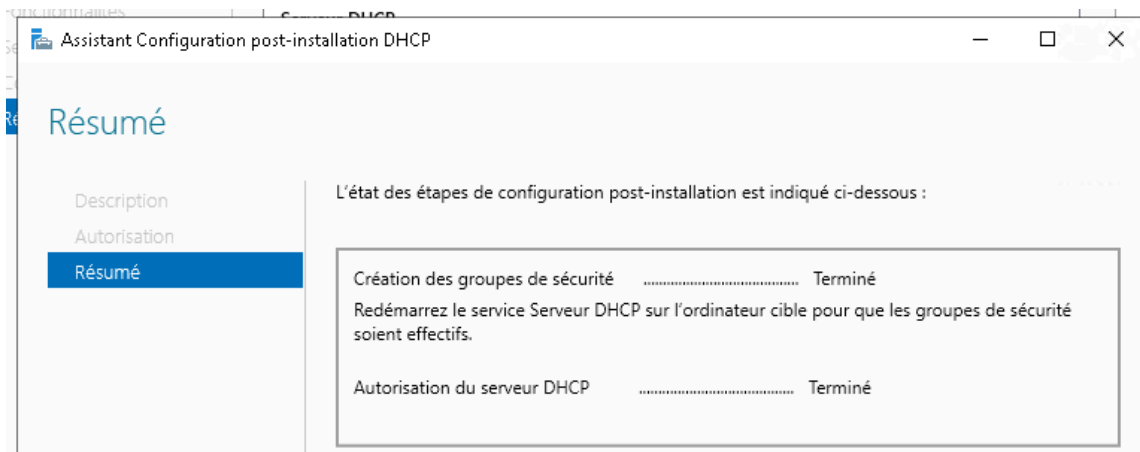 Serveur DHCP
Assistant Configuration post-installation DHCP
Résumé
Description
Autorisation
Résumé
L'état des étapes de configuration post-installation est indiqué ci-dessous :
Création des groupes de sécurité ........................................ Terminé
Redémarrez le service Serveur DHCP sur l'ordinateur cible pour que les groupes de sécurité
soient effectifs.
Autorisation du serveur DHCP ........................................ Terminé